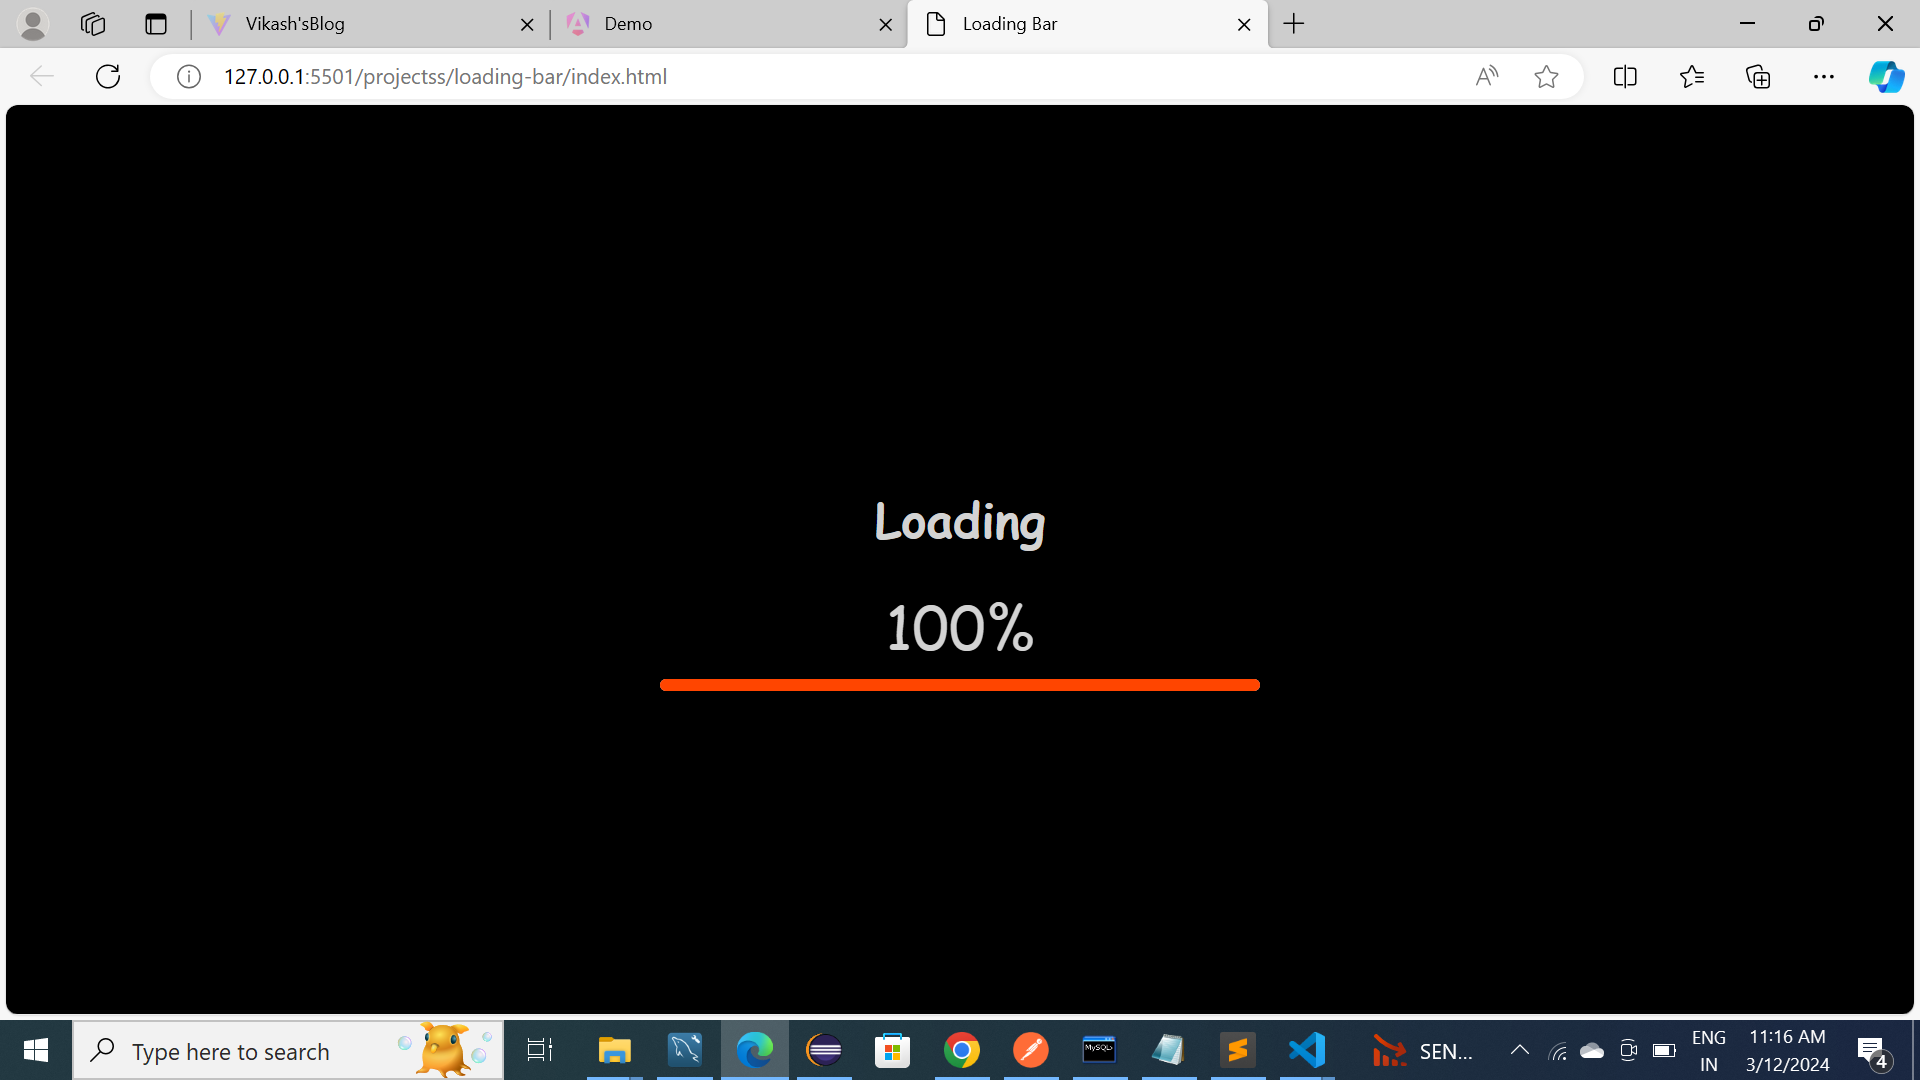 Vikash'sBlog
Demo
Loading Bar
127.0.0.1:5501/projectss/loading-bar/index.html
Loading
100%
Type here to search
MySQL
SEN...
ENG
IN
11:16 AM
3/12/2024
4